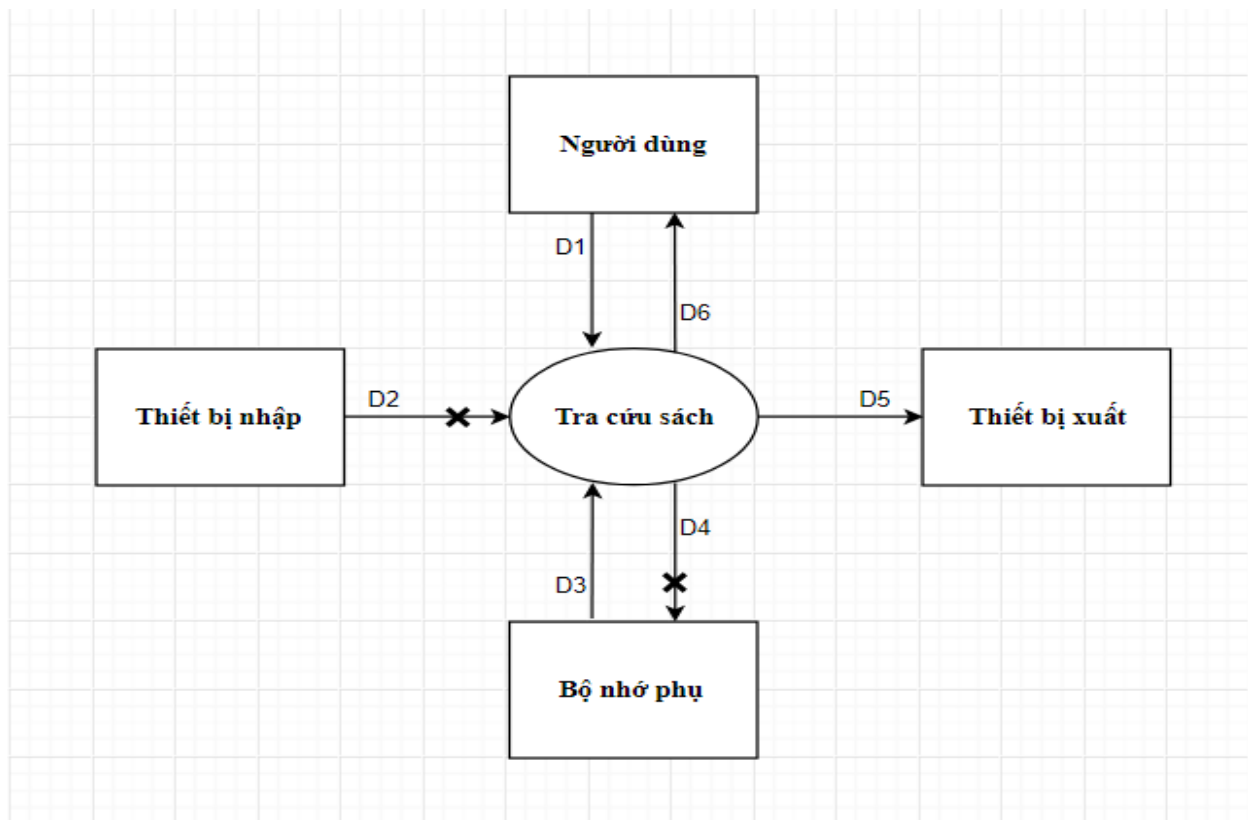 Người dùng
D1
D6
Thiết bị nhập
D2
Tra cứu sách
D5
Thiết bị xuất
D4
D3
Bộ nhớ phụ